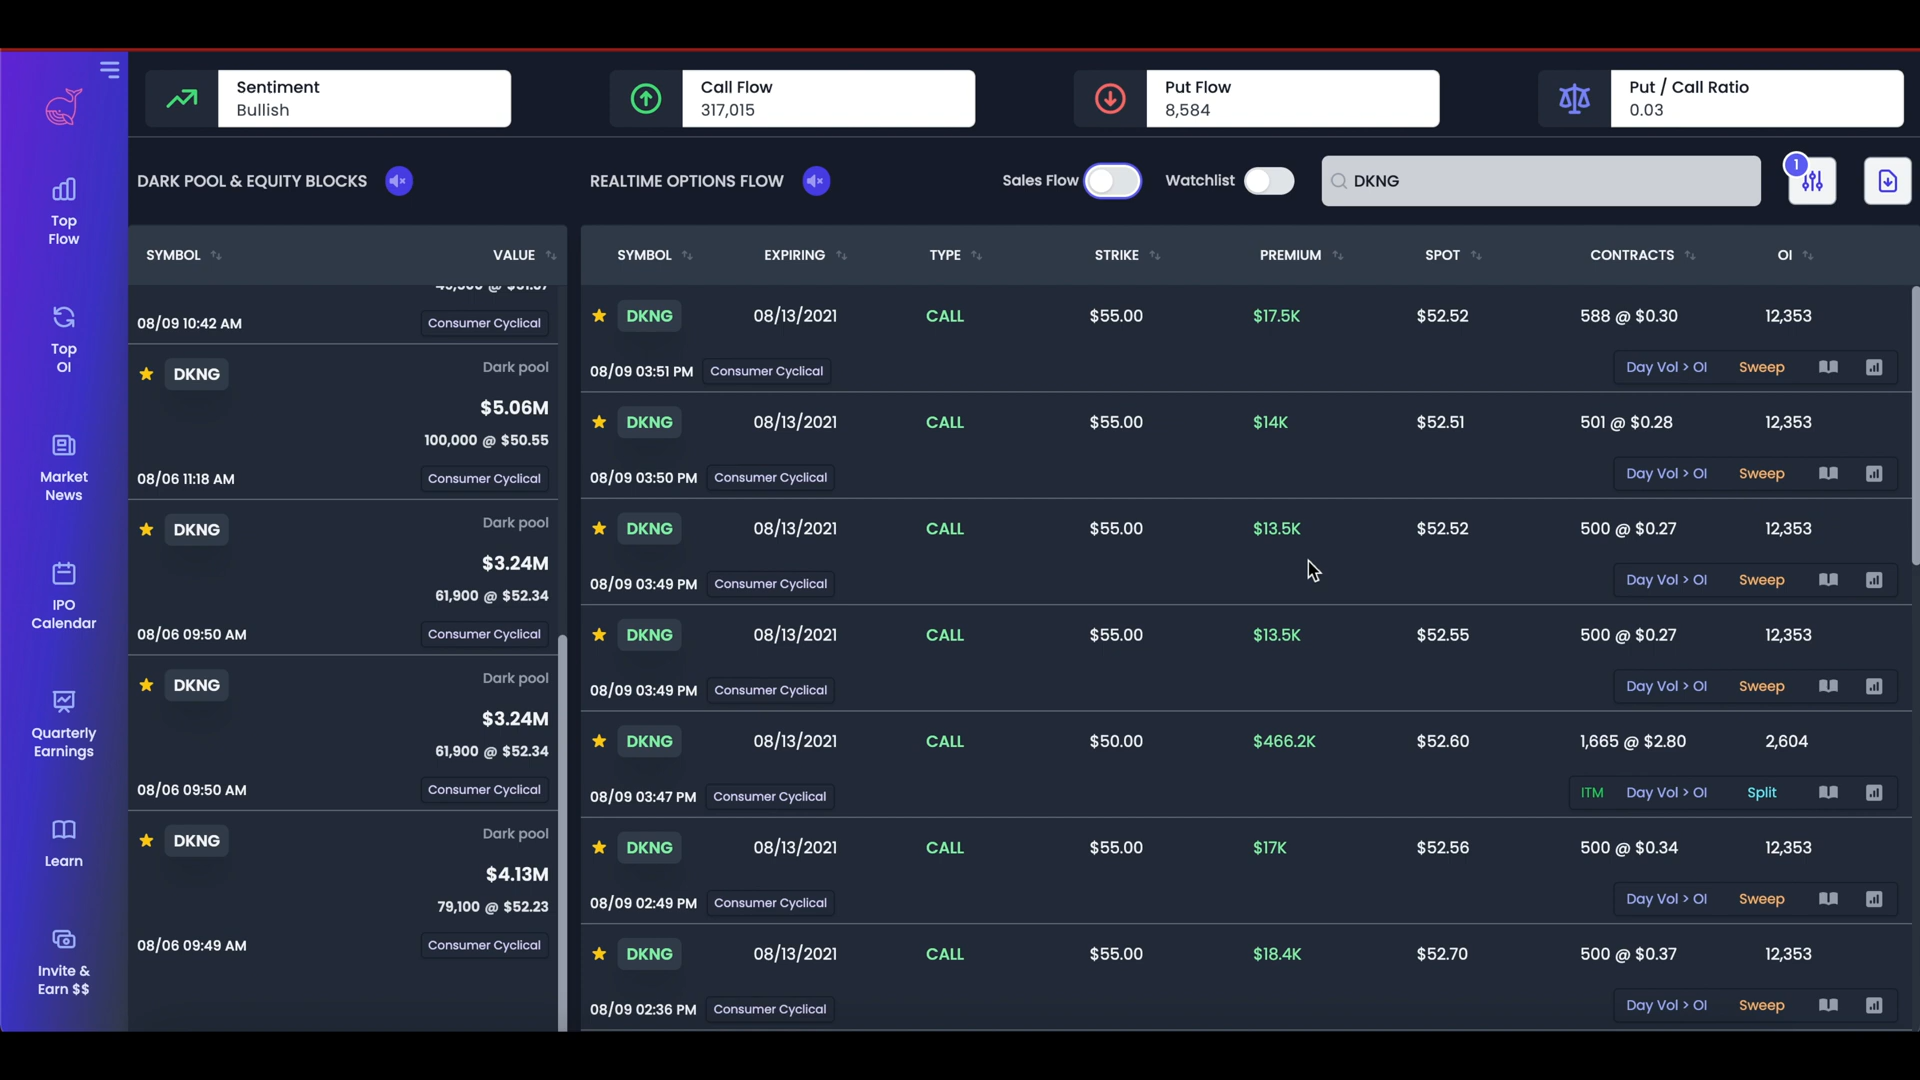 Sentiment
Bullish
Call Flow
317,015
Put Flow
8,584
Put / Call Ratio
0.03
DARK POOL & EQUITY BLOCKS
REALTIME OPTIONS FLOW
Sales Flow
Watchlist
DKNG
1
Top
Flow
Top
OI
Market
News
IPO
Calendar
Quarterly
Earnings
Learn
Invite &
Earn $$
SYMBOL VALUE
08/09 10:42 AM Consumer Cyclical
DKNG Dark pool
$5.06M
100,000 @ $50.55
08/06 11:18 AM Consumer Cyclical
DKNG Dark pool
$3.24M
61,900 @ $52.34
08/06 09:50 AM Consumer Cyclical
DKNG Dark pool
$3.24M
61,900 @ $52.34
08/06 09:50 AM Consumer Cyclical
DKNG Dark pool
$4.13M
79,100 @ $52.23
08/06 09:49 AM Consumer Cyclical
SYMBOL EXPIRING TYPE STRIKE PREMIUM SPOT CONTRACTS OI
DKNG 08/13/2021 CALL $55.00 $17.5K $52.52 588 @ $0.30 12,353
08/09 03:51 PM Consumer Cyclical Day Vol > OI Sweep
DKNG 08/13/2021 CALL $55.00 $14K $52.51 501 @ $0.28 12,353
08/09 03:50 PM Consumer Cyclical Day Vol > OI Sweep
DKNG 08/13/2021 CALL $55.00 $13.5K $52.52 500 @ $0.27 12,353
08/09 03:49 PM Consumer Cyclical Day Vol > OI Sweep
DKNG 08/13/2021 CALL $55.00 $13.5K $52.55 500 @ $0.27 12,353
08/09 03:49 PM Consumer Cyclical Day Vol > OI Sweep
DKNG 08/13/2021 CALL $50.00 $466.2K $52.60 1,665 @ $2.80 2,604
08/09 03:47 PM Consumer Cyclical ITM Day Vol > OI Split
DKNG 08/13/2021 CALL $55.00 $17K $52.56 500 @ $0.34 12,353
08/09 02:49 PM Consumer Cyclical Day Vol > OI Sweep
DKNG 08/13/2021 CALL $55.00 $18.4K $52.70 500 @ $0.37 12,353
08/09 02:36 PM Consumer Cyclical Day Vol > OI Sweep